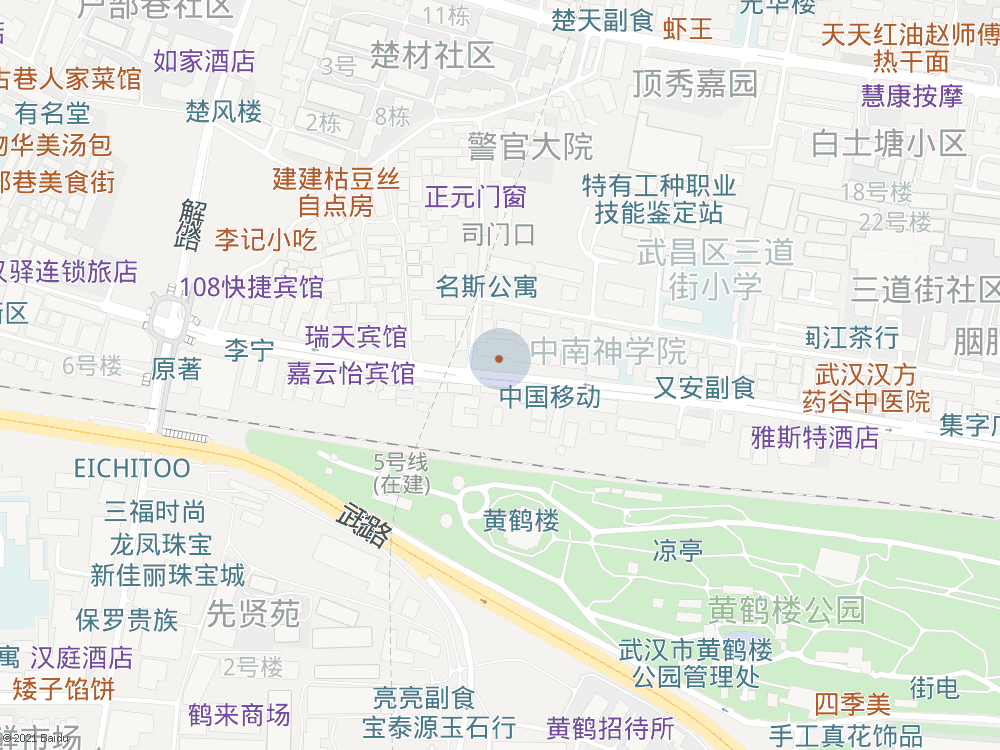 户部巷社区
11栋
楚天副食
光华楼
虾王
天天红油赵师傅
热干面
楚材社区
3号
如家酒店
古巷人家菜馆
顶秀嘉园
慧康按摩
有名堂
楚风楼
2栋
8栋
警官大院
白土塘小区
物华美汤包
部巷美食街
建建枯豆丝
自点房
正元门窗
特有工种职业
技能鉴定站
18号楼
22号楼
解放路
李记小吃
司门口
武昌区三道
街小学
汉驿连锁旅店
108快捷宾馆
名斯公寓
三道街社区
街区
瑞天宾馆
李宁
中南神学院
闽江茶行
胭脂
6号楼
原著
嘉云怡宾馆
中国移动
又安副食
武汉汉方
药谷中医院
雅斯特酒店
集字广
EICHITOO
5号线
(在建)
三福时尚
武珞路
黄鹤楼
龙凤珠宝
凉亭
新佳丽珠宝城
保罗贵族
先贤苑
黄鹤楼公园
寓
汉庭酒店
2号楼
武汉市黄鹤楼
公园管理处
矮子馅饼
亮亮副食
街电
鹤来商场
宝泰源玉石行
黄鹤招待所
四季美
手工真花饰品
鲜市场
© 2021 Baidu